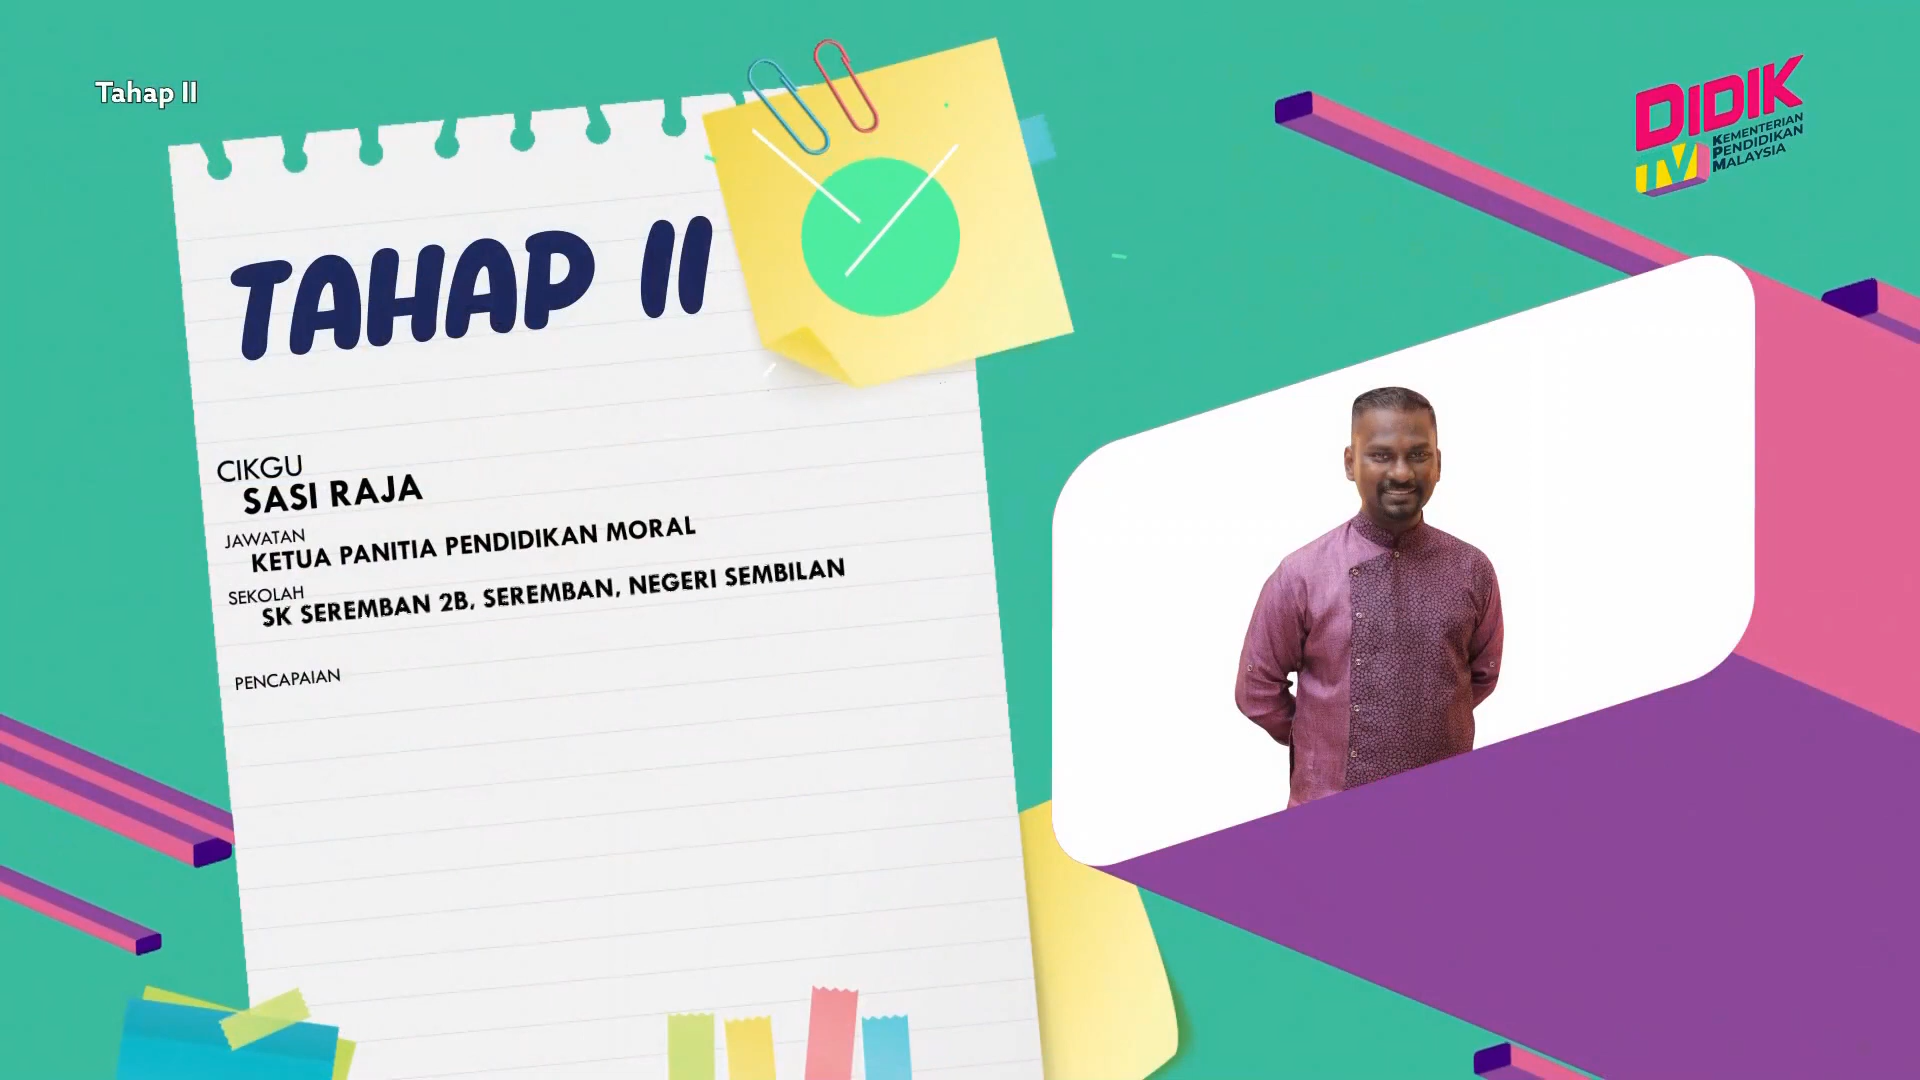 Tahap II
DIDIK
TV
KEMENTERIAN
PENDIDIKAN
MALAYSIA
TAHAP II
CIKGU
SASI RAJA
JAWATAN
KETUA PANITIA PENDIDIKAN MORAL
SEKOLAH
SK SEREMBAN 2B, SEREMBAN, NEGERI SEMBILAN
PENCAPAIAN